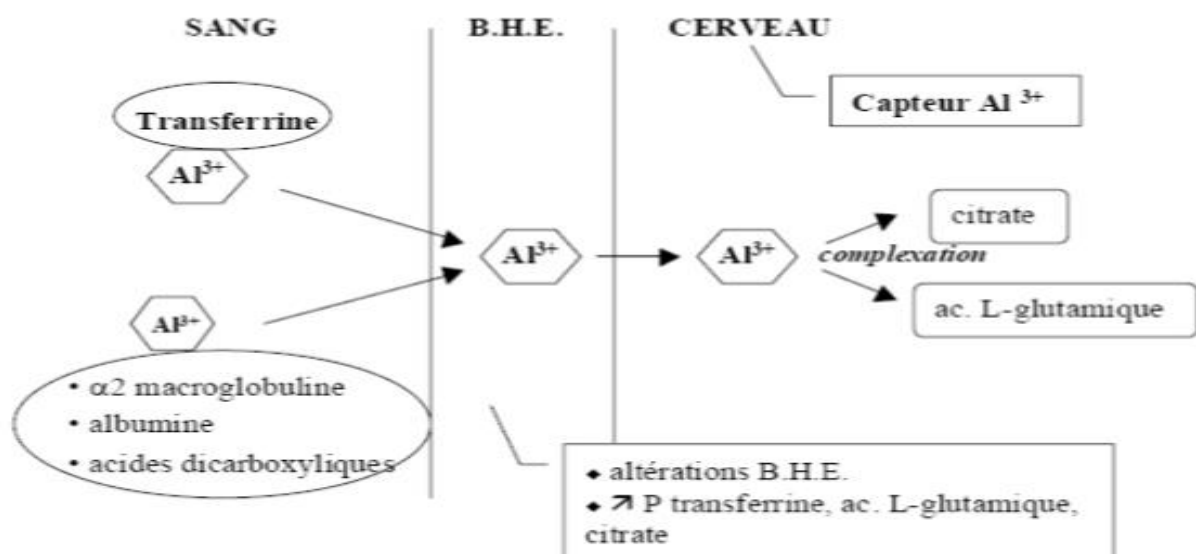 SANG
B.H.E.
CERVEAU
Capteur Al 3+
Transferrine
Al3+
Al3+
Al3+
citrate
complexation
ac. L-glutamique
Al3+
• α2 macroglobuline
• albumine
• acides dicarboxyliques
◆ altérations B.H.E.
◆ ↗ P transferrine, ac. L-glutamique,
citrate